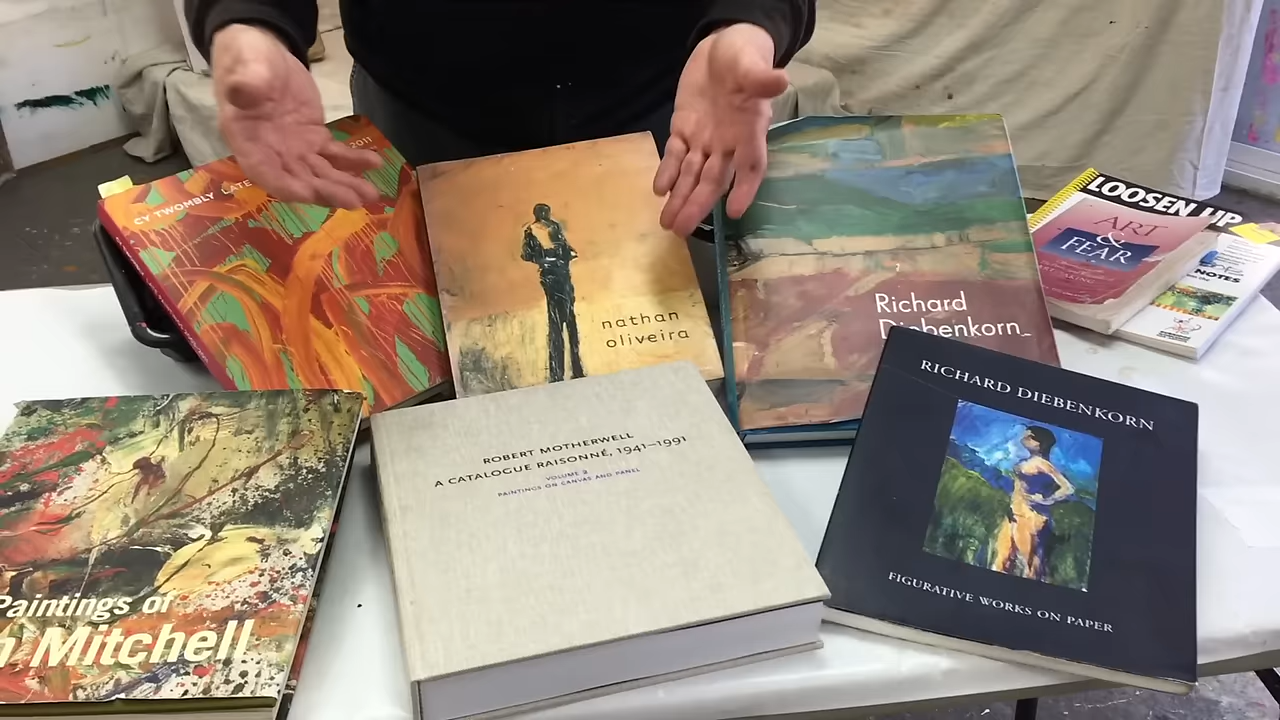 CY TWOMBLY LATE
2011
nathan
oliveira
Richard
Diebenkorn
LOOSEN UP
ART
&
FEAR
NOTES
Paintings of
Mitchell
ROBERT MOTHERWELL
A CATALOGUE RAISONNÉ, 1941–1991
VOLUME 2
PAINTINGS ON CANVAS AND PANEL
RICHARD DIEBENKORN
FIGURATIVE WORKS ON PAPER